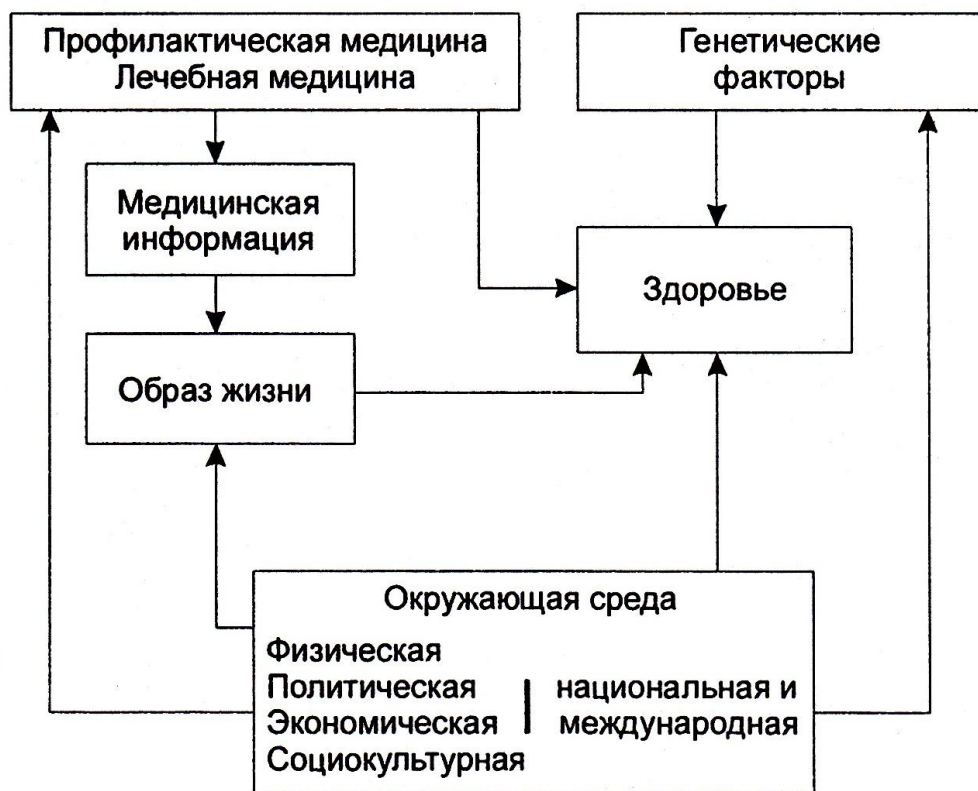 Профилактическая медицина
Лечебная медицина
Генетические
факторы
Медицинская
информация
Здоровье
Образ жизни
Окружающая среда
Физическая
Политическая
Экономическая
Социокультурная
национальная и
международная